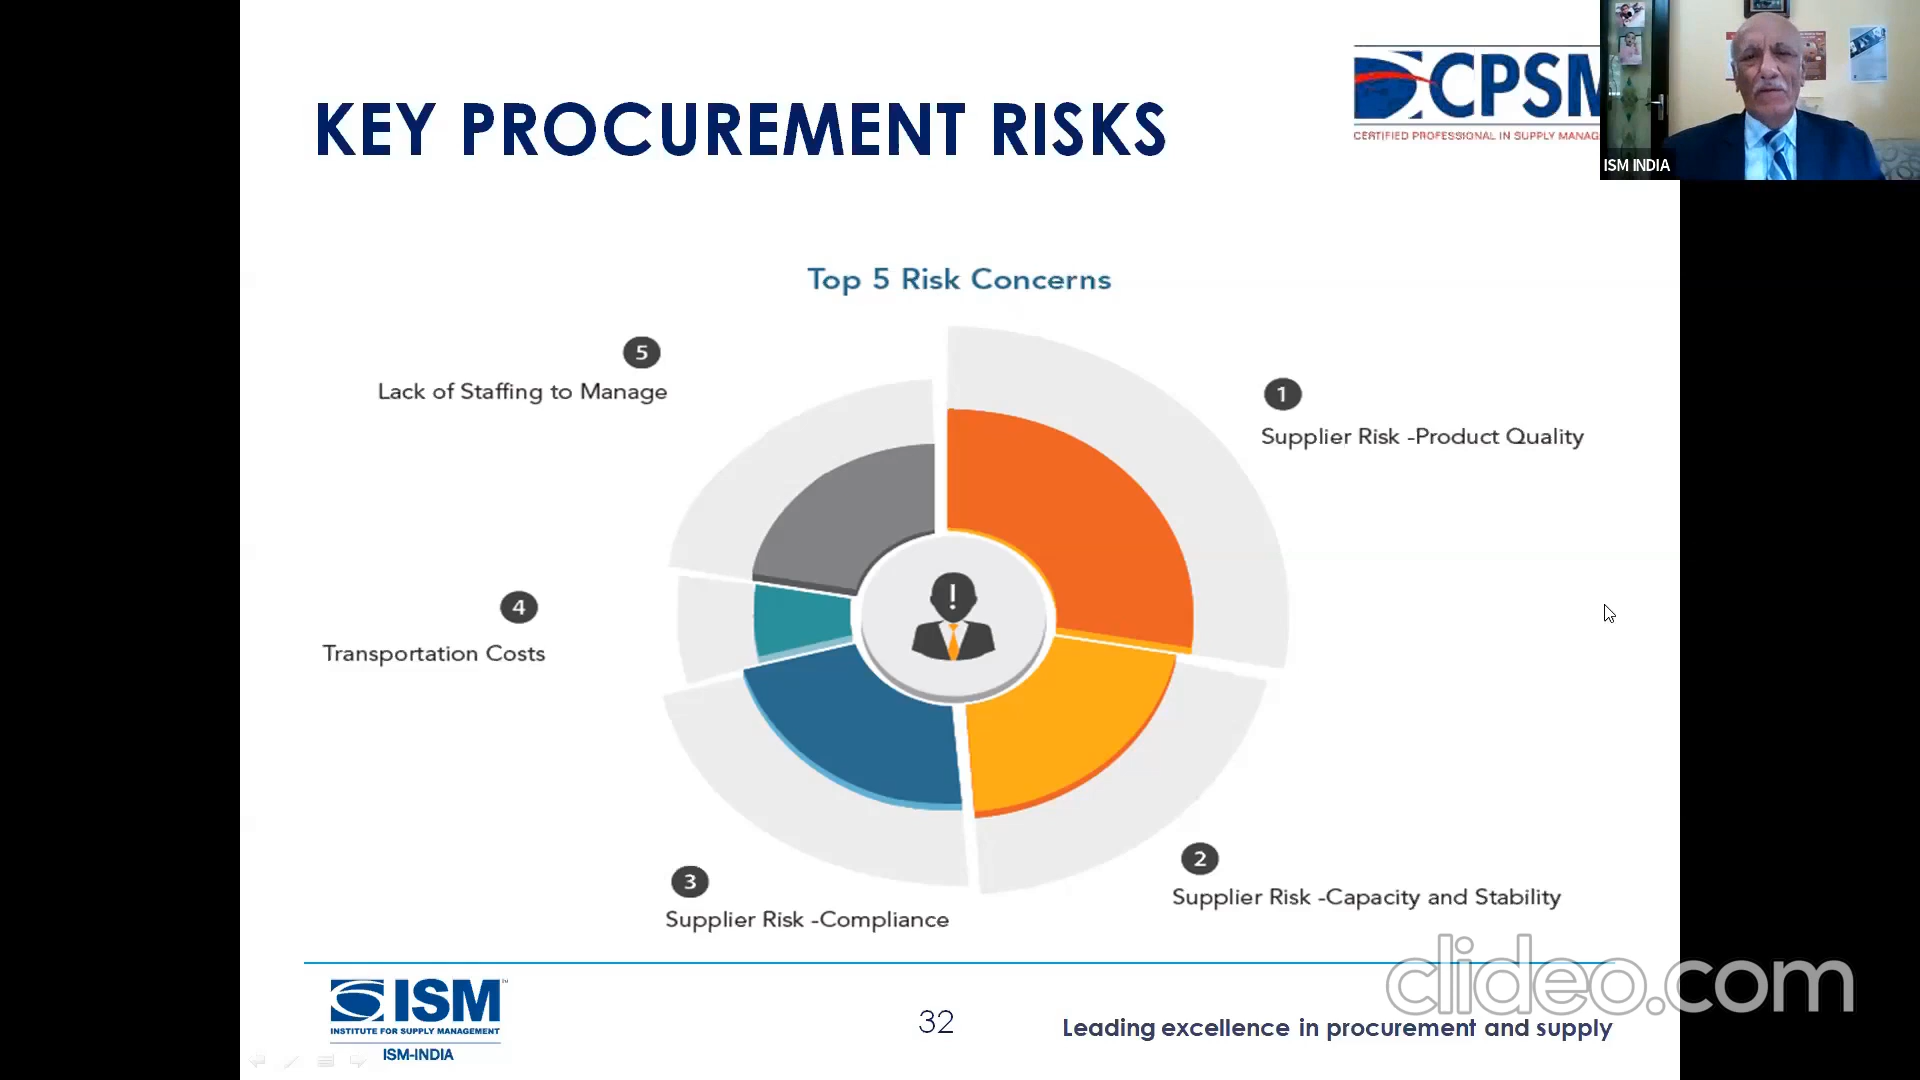 KEY PROCUREMENT RISKS
CPSM
CERTIFIED PROFESSIONAL IN SUPPLY MANAG
ISM INDIA
Top 5 Risk Concerns
5
Lack of Staffing to Manage
1
Supplier Risk -Product Quality
!
4
Transportation Costs
2
Supplier Risk -Capacity and Stability
3
Supplier Risk -Compliance
clideo.com
ISM
INSTITUTE FOR SUPPLY MANAGEMENT
ISM-INDIA
32
Leading excellence in procurement and supply